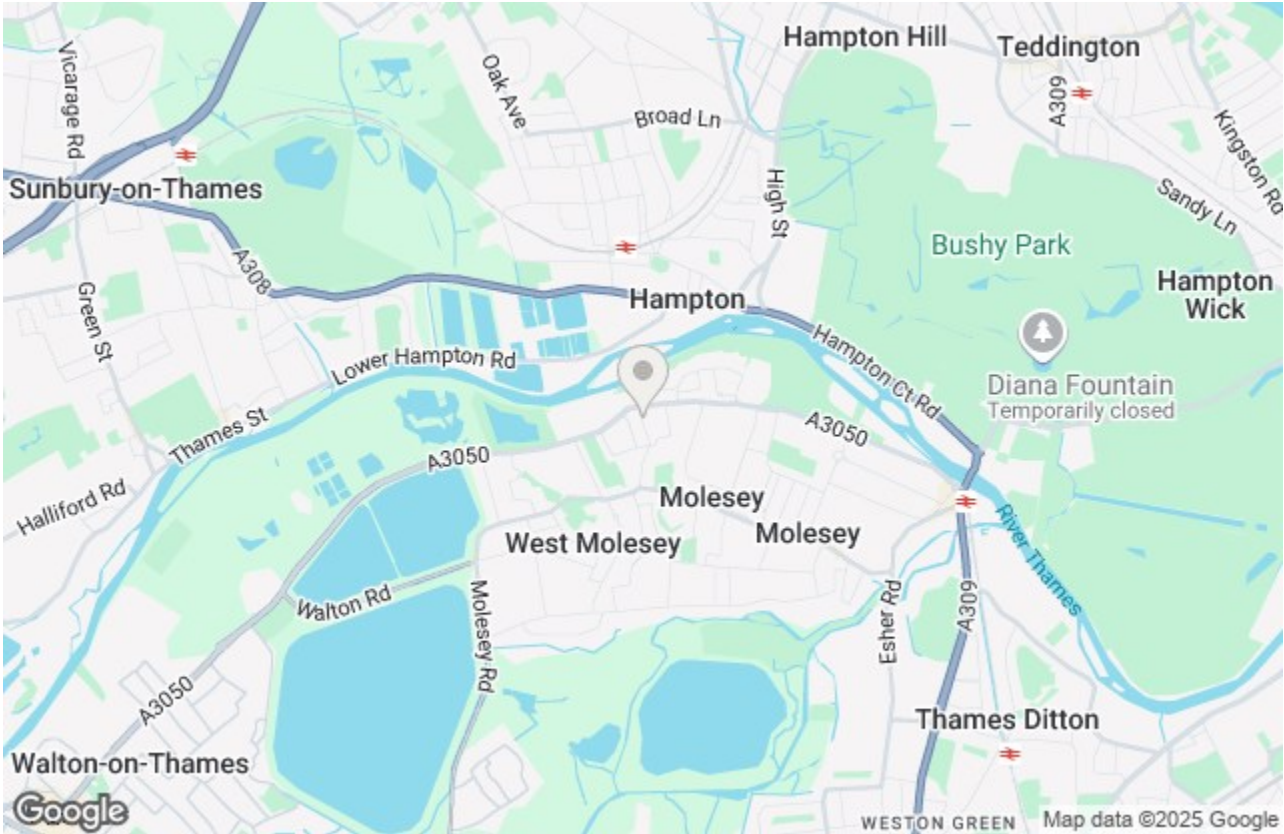 Hampton Hill
Teddington
Vicarage Rd
Oak Ave
Broad Ln
A309
Kingston Rd
Sunbury-on-Thames
High St
Sandy Ln
Bushy Park
A308
Hampton
Hampton
Wick
Green St
Lower Hampton Rd
Hampton Ct Rd
Diana Fountain
Temporarily closed
Thames St
A3050
A3050
Halliford Rd
Molesey
West Molesey
Molesey
River Thames
Walton Rd
Molesey Rd
Esher Rd
A309
A3050
Thames Ditton
Walton-on-Thames
Google
WESTON GREEN
Map data ©2025 Google